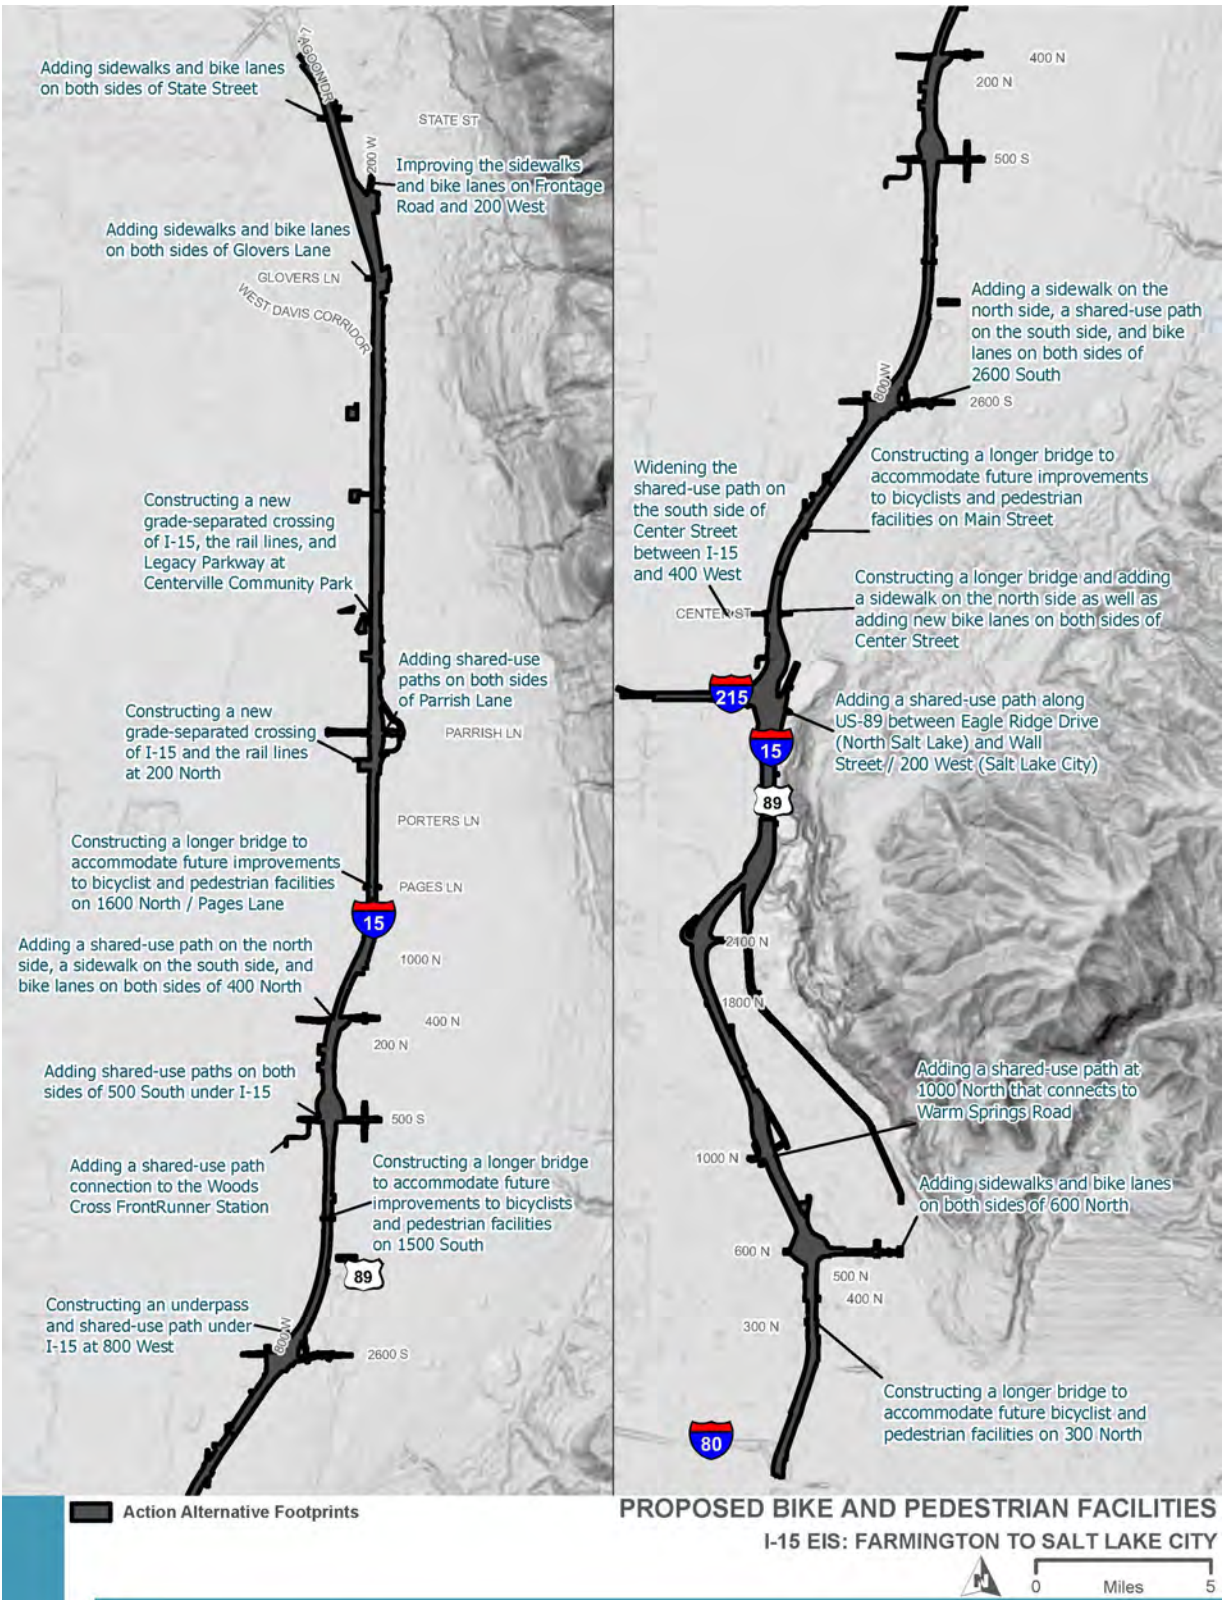 LAGOON DR
Adding sidewalks and bike lanes
on both sides of State Street
STATE ST
200 W
Improving the sidewalks
and bike lanes on Frontage
Road and 200 West
Adding sidewalks and bike lanes
on both sides of Glovers Lane
GLOVERS LN
WEST DAVIS CORRIDOR
Constructing a new
grade-separated crossing
of I-15, the rail lines, and
Legacy Parkway at
Centerville Community Park
Adding shared-use
paths on both sides
of Parrish Lane
Constructing a new
grade-separated crossing
of I-15 and the rail lines
at 200 North
PARRISH LN
PORTERS LN
Constructing a longer bridge to
accommodate future improvements
to bicyclist and pedestrian facilities
on 1600 North / Pages Lane
PAGES LN
15
Adding a shared-use path on the north
side, a sidewalk on the south side, and
bike lanes on both sides of 400 North
1000 N
400 N
200 N
Adding shared-use paths on both
sides of 500 South under I-15
500 S
Adding a shared-use path
connection to the Woods
Cross FrontRunner Station
Constructing a longer bridge
to accommodate future
improvements to bicyclists
and pedestrian facilities
on 1500 South
89
Constructing an underpass
and shared-use path under
I-15 at 800 West
800 W
2600 S
400 N
200 N
500 S
Adding a sidewalk on the
north side, a shared-use path
on the south side, and bike
lanes on both sides of
2600 South
800 W
2600 S
Constructing a longer bridge to
accommodate future improvements
to bicyclists and pedestrian
facilities on Main Street
Widening the
shared-use path on
the south side of
Center Street
between I-15
and 400 West
CENTER ST
Constructing a longer bridge and adding
a sidewalk on the north side as well as
adding new bike lanes on both sides of
Center Street
215
Adding a shared-use path along
US-89 between Eagle Ridge Drive
(North Salt Lake) and Wall
Street / 200 West (Salt Lake City)
15
89
2100 N
1800 N
Adding a shared-use path at
1000 North that connects to
Warm Springs Road
1000 N
Adding sidewalks and bike lanes
on both sides of 600 North
600 N
500 N
400 N
300 N
Constructing a longer bridge to
accommodate future bicyclist and
pedestrian facilities on 300 North
80
Action Alternative Footprints
PROPOSED BIKE AND PEDESTRIAN FACILITIES
I-15 EIS: FARMINGTON TO SALT LAKE CITY
N
0 Miles 5